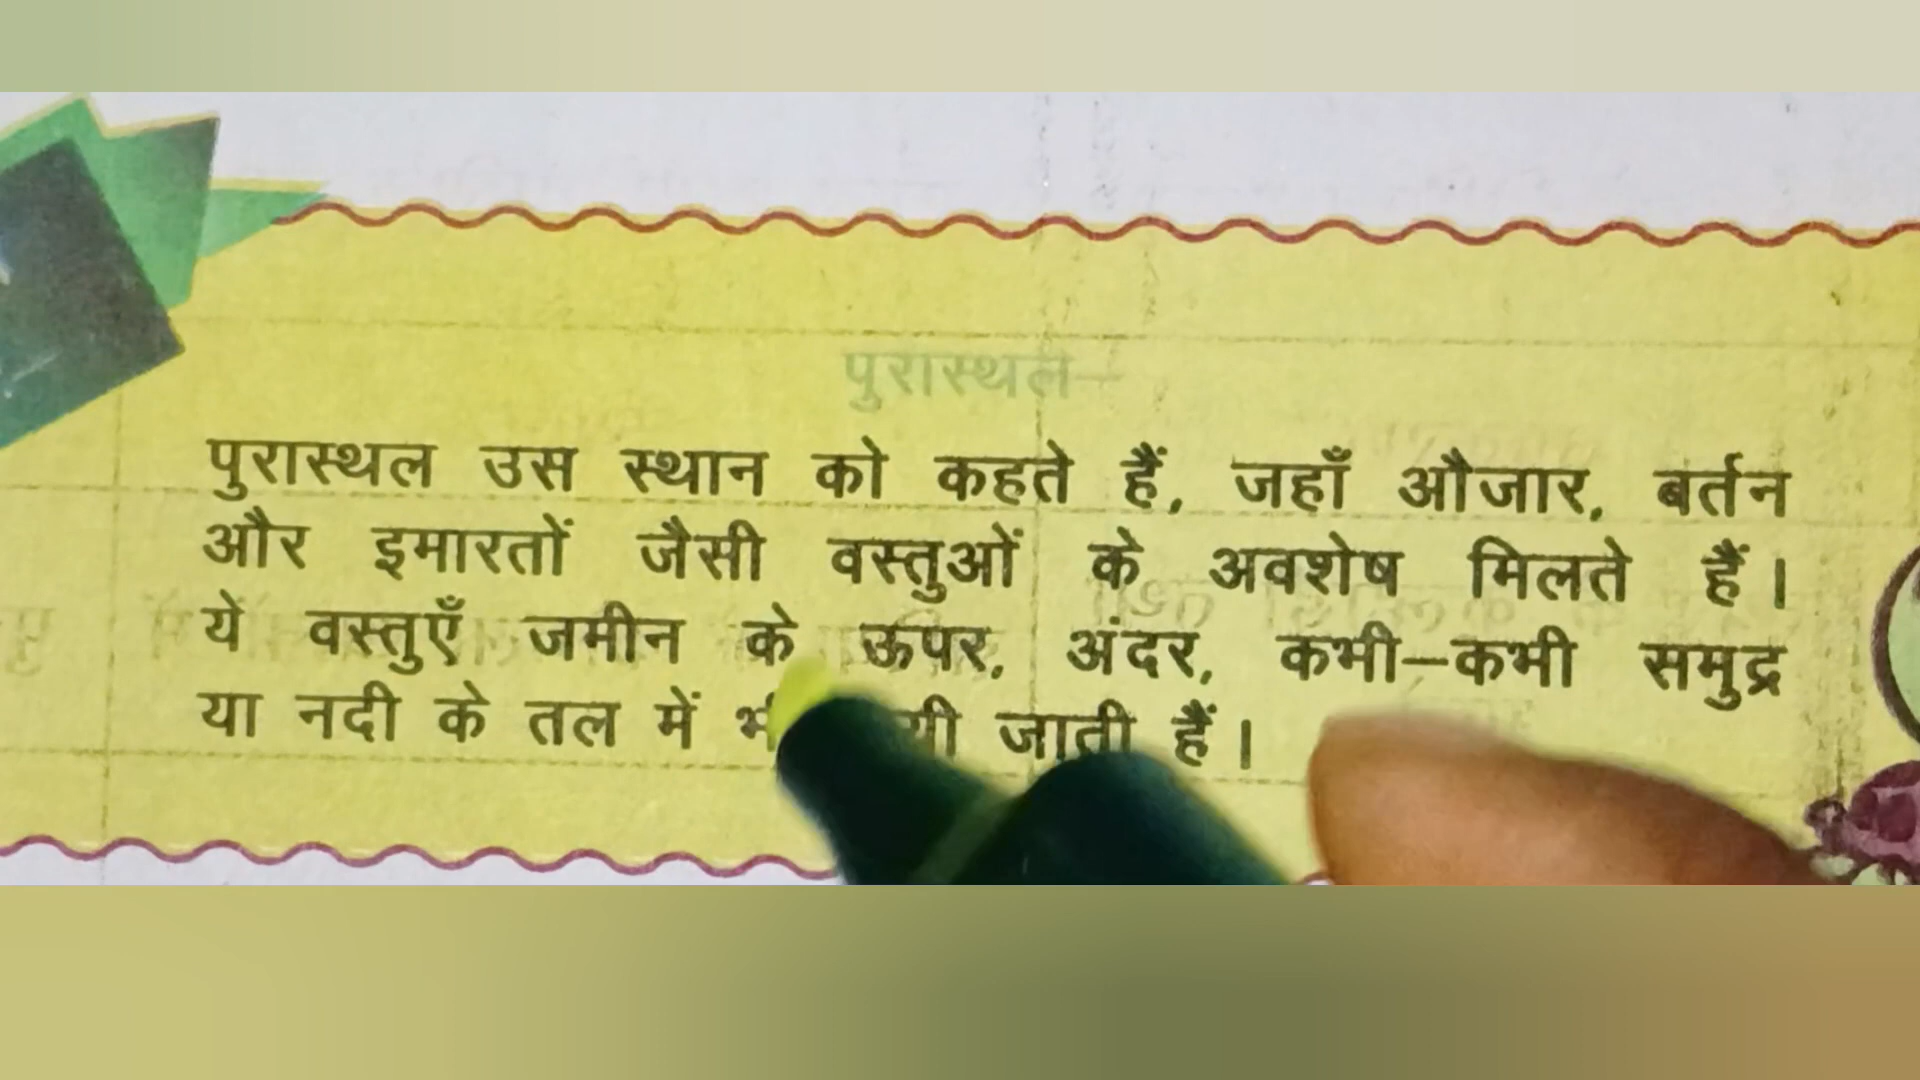 पुरास्थल–
पुरास्थल उस स्थान को कहते हैं, जहाँ औजार, बर्तन
और इमारतों जैसी वस्तुओं के अवशेष मिलते हैं।
ये वस्तुएँ जमीन के ऊपर, अंदर, कभी–कभी समुद्र
या नदी के तल में जाती हैं।